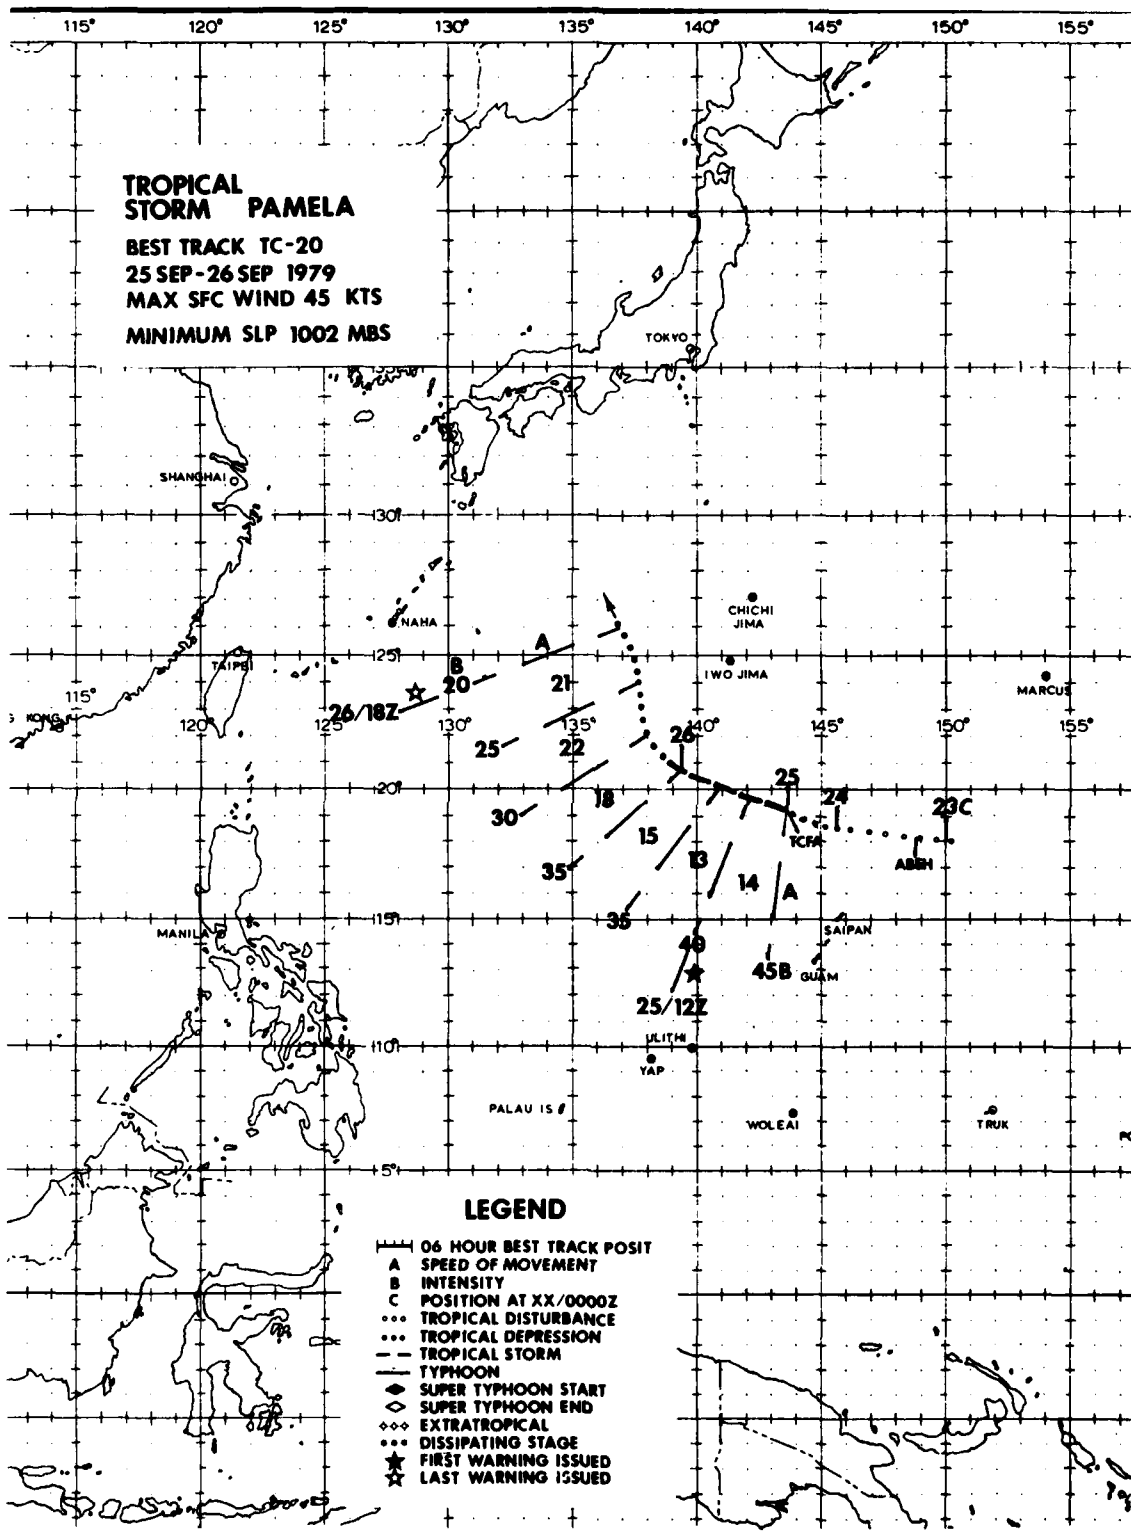 115° 120° 125° 130° 135° 140° 145° 150° 155°
TROPICAL
STORM PAMELA
BEST TRACK TC-20
25 SEP-26 SEP 1979
MAX SFC WIND 45 KTS
MINIMUM SLP 1002 MBS
TOKYO
SHANGHAI
30°
NAHA
CHICHI
JIMA
A
25°
B
TAIPEI
IWO JIMA
20
21
MARCUS
115°
26/18Z
KONG
120° 125° 130° 135° 140° 145° 150° 155°
25
22
26
25
24
20°
18
23C
30
15
TCFA
ABEH
13
35
14
A
35
15°
SAIPAN
MANILA
40
45B
GUAM
25/12Z
ULITHI
10°
YAP
PALAU IS
WOLEAI
TRUK
5°
LEGEND
06 HOUR BEST TRACK POSIT
A SPEED OF MOVEMENT
B INTENSITY
C POSITION AT XX/0000Z
TROPICAL DISTURBANCE
TROPICAL DEPRESSION
TROPICAL STORM
TYPHOON
SUPER TYPHOON START
SUPER TYPHOON END
EXTRATROPICAL
DISSIPATING STAGE
FIRST WARNING ISSUED
LAST WARNING ISSUED